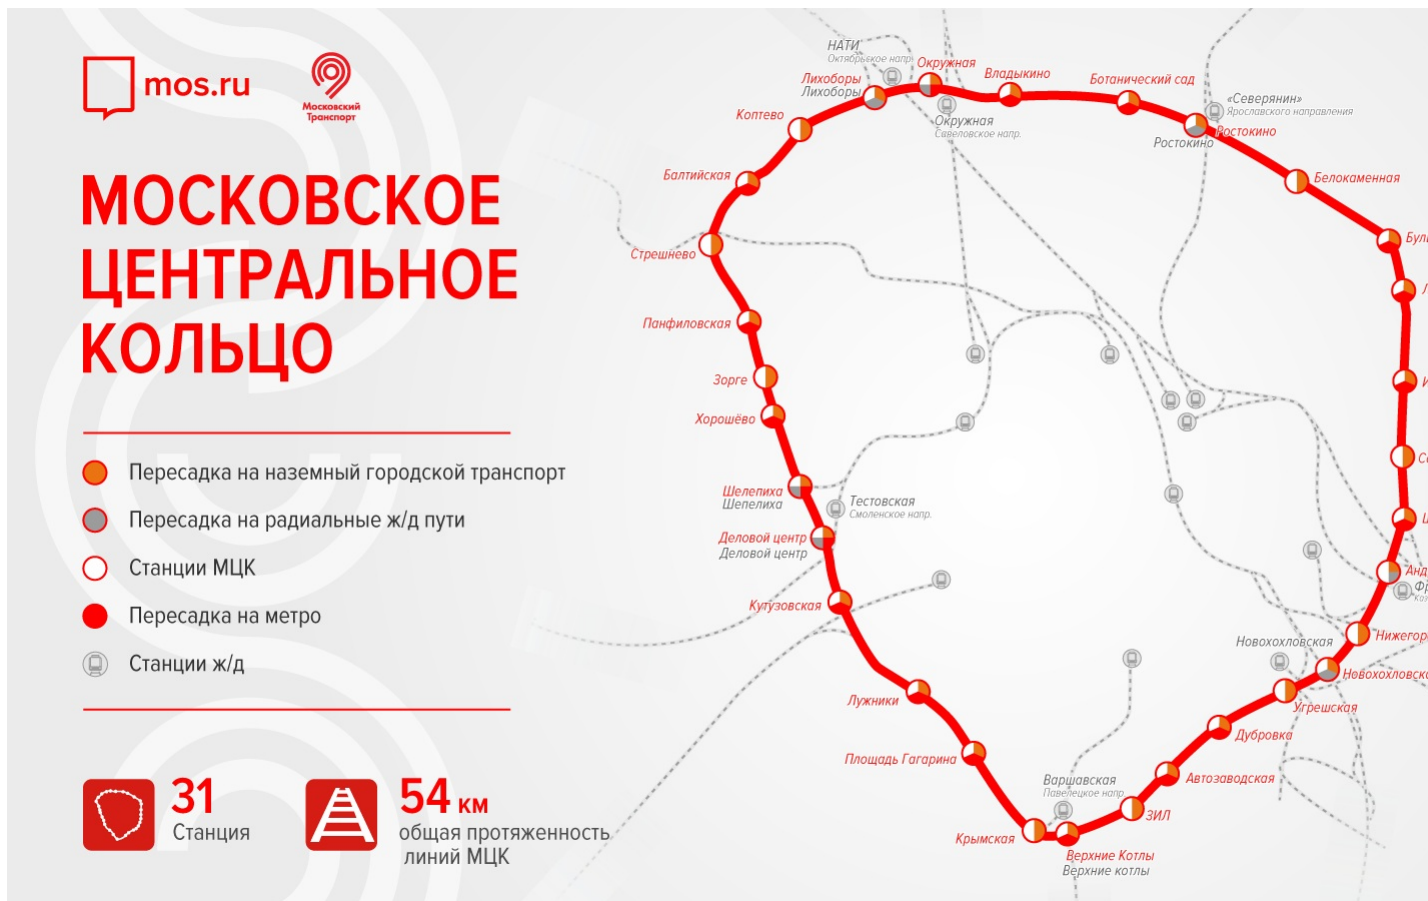 mos.ru
Московский
Транспорт
МОСКОВСКОЕ
ЦЕНТРАЛЬНОЕ
КОЛЬЦО
Пересадка на наземный городской транспорт
Пересадка на радиальные ж/д пути
Станции МЦК
Пересадка на метро
Станции ж/д
31
Станция
54 км
общая протяженность
линий МЦК
НАТИ
Октябрьское напр.
Лихоборы
Лихоборы
Окружная
Окружная
Савеловское напр.
Владыкино
Ботанический сад
«Северянин»
Ярославского направления
Ростокино
Ростокино
Белокаменная
Коптево
Балтийская
Стрешнево
Панфиловская
Зорге
Хорошёво
Шелепиха
Шепелиха
Тестовская
Смоленское напр.
Деловой центр
Деловой центр
Кутузовская
Лужники
Площадь Гагарина
Крымская
Варшавская
Павелецкое напр.
Верхние Котлы
Верхние котлы
ЗИЛ
Автозаводская
Дубровка
Угрешская
Новохохловская